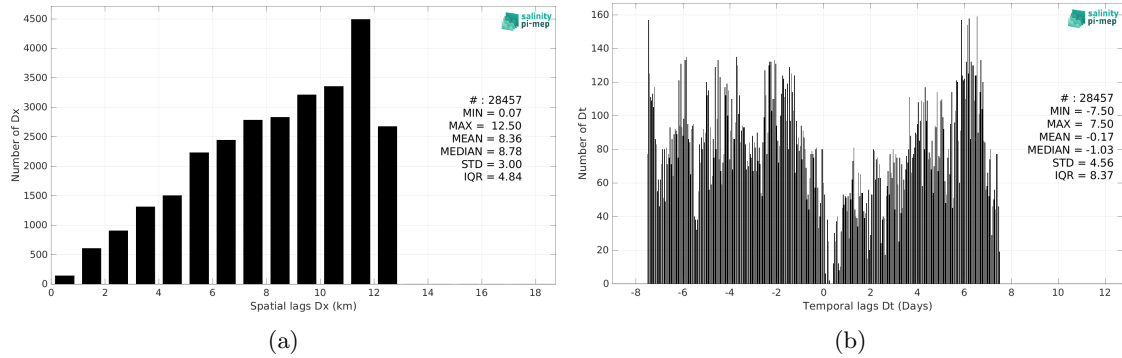 4500
4000
3500
3000
2500
2000
1500
1000
500
0
Number of Dx
salinity
pi-mep
# : 28457
MIN = 0.07
MAX = 12.50
MEAN = 8.36
MEDIAN = 8.78
STD = 3.00
IQR = 4.84
0 2 4 6 8 10 12 14 16 18
Spatial lags Dx (km)
(a)
160
140
120
100
80
60
40
20
0
Number of Dt
salinity
pi-mep
# : 28457
MIN = -7.50
MAX = 7.50
MEAN = -0.17
MEDIAN = -1.03
STD = 4.56
IQR = 8.37
-8 -6 -4 -2 0 2 4 6 8 10 12
Temporal lags Dt (Days)
(b)